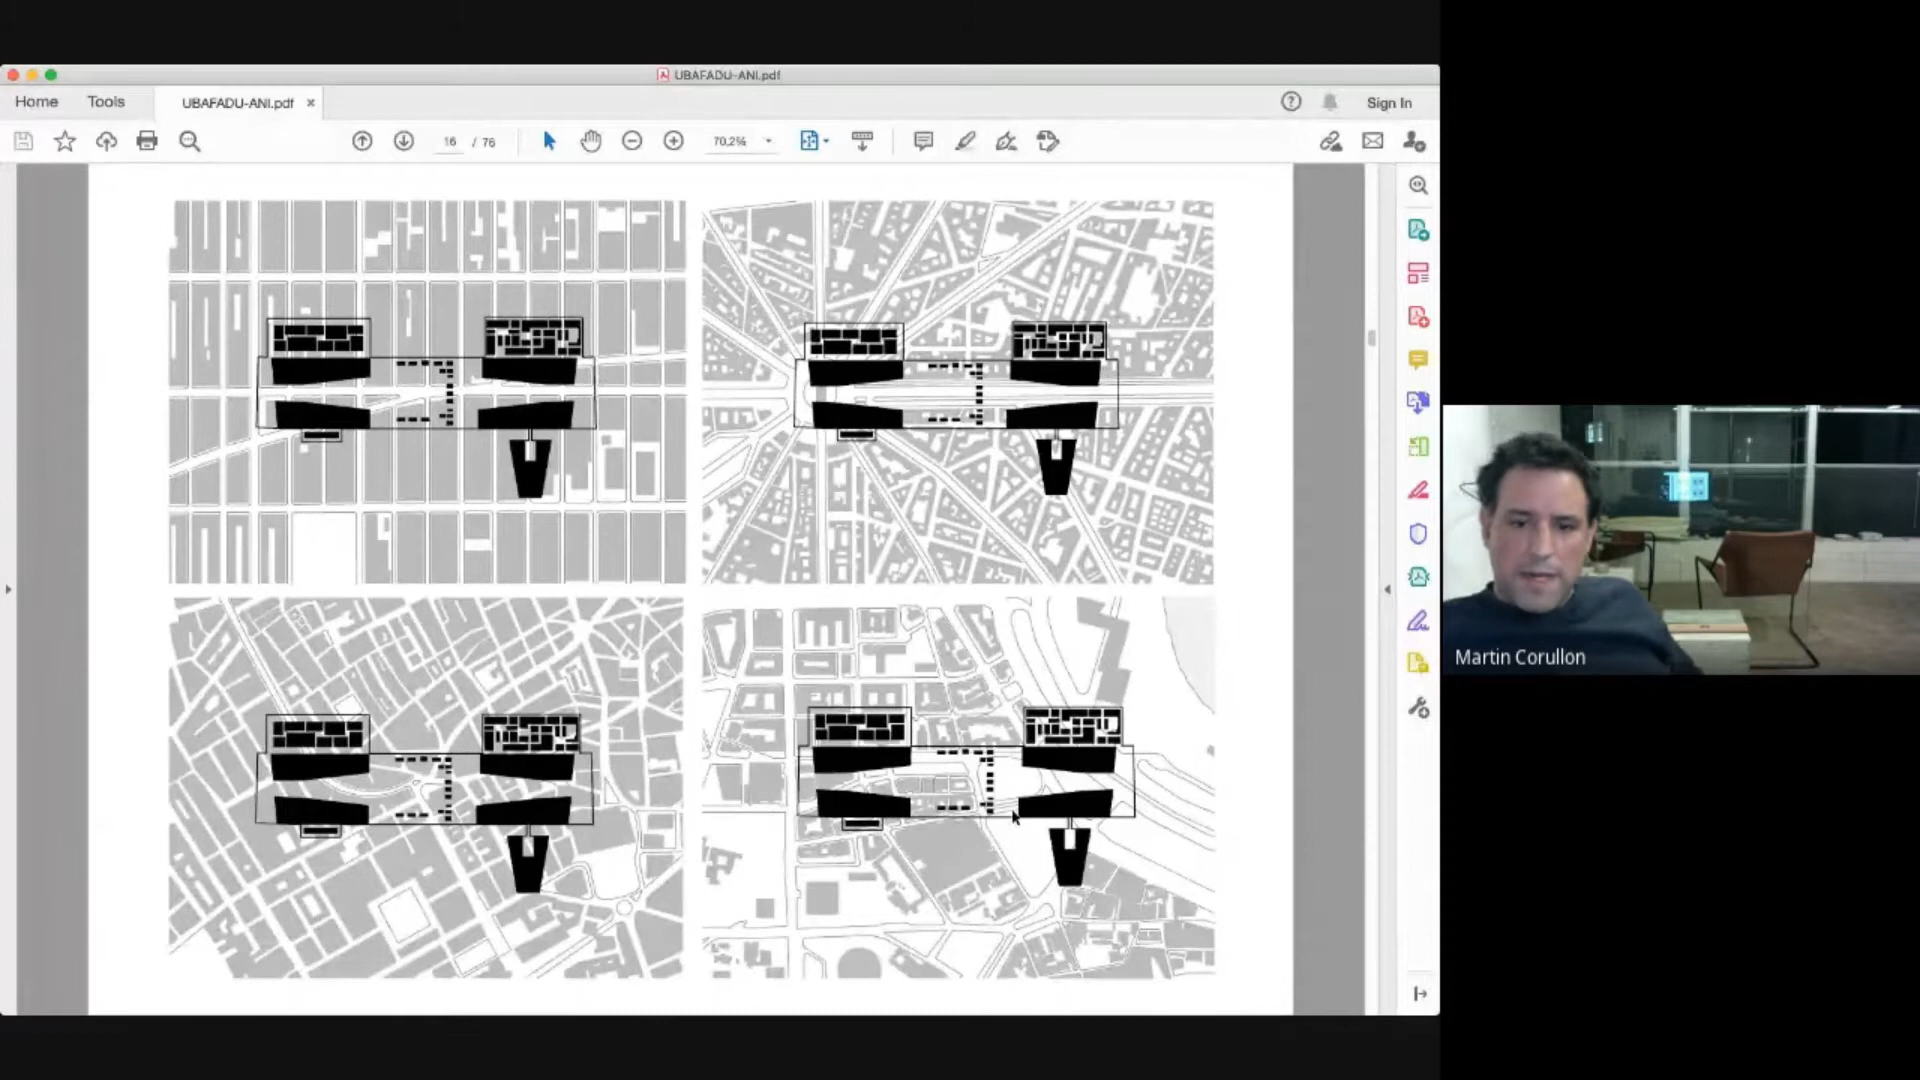 UBAFADU-ANI.pdf
Home
Tools
UBAFADU-ANI.pdf
Sign In
16 / 76
70,2%
Martin Corullon